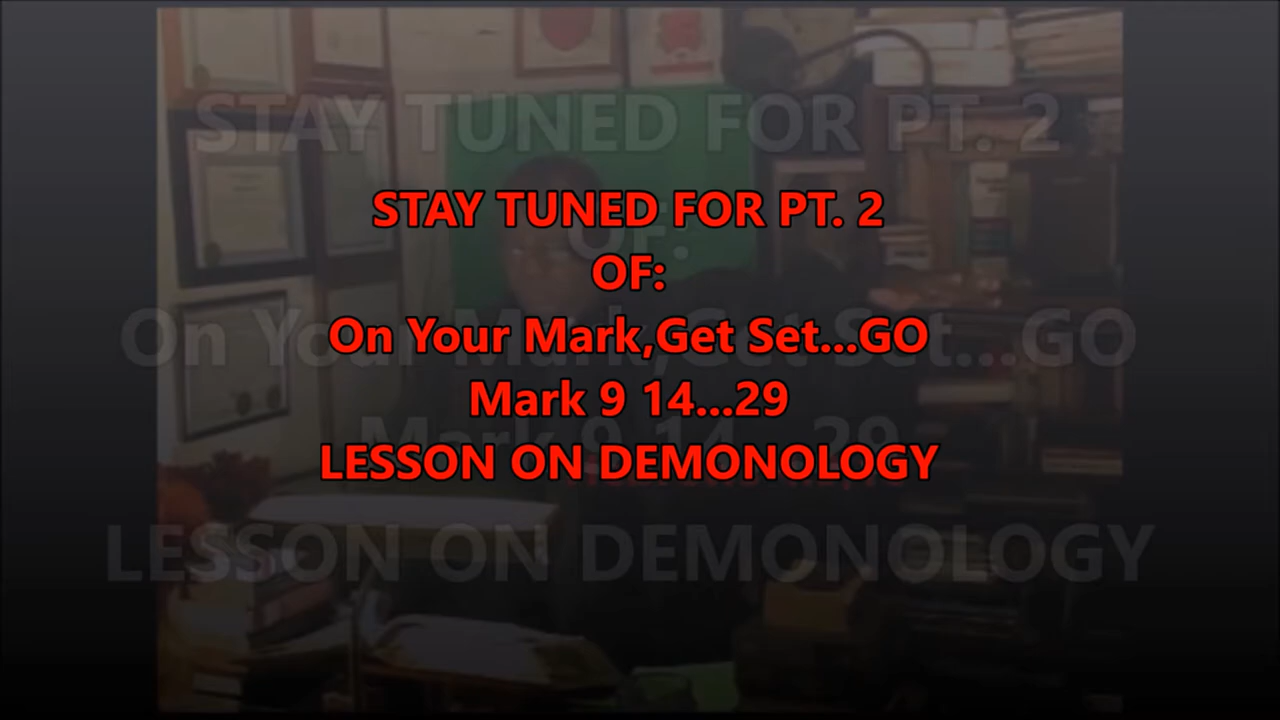 STAY TUNED FOR PT. 2
OF:
On Your Mark,Get Set...GO
Mark 9 14...29
LESSON ON DEMONOLOGY